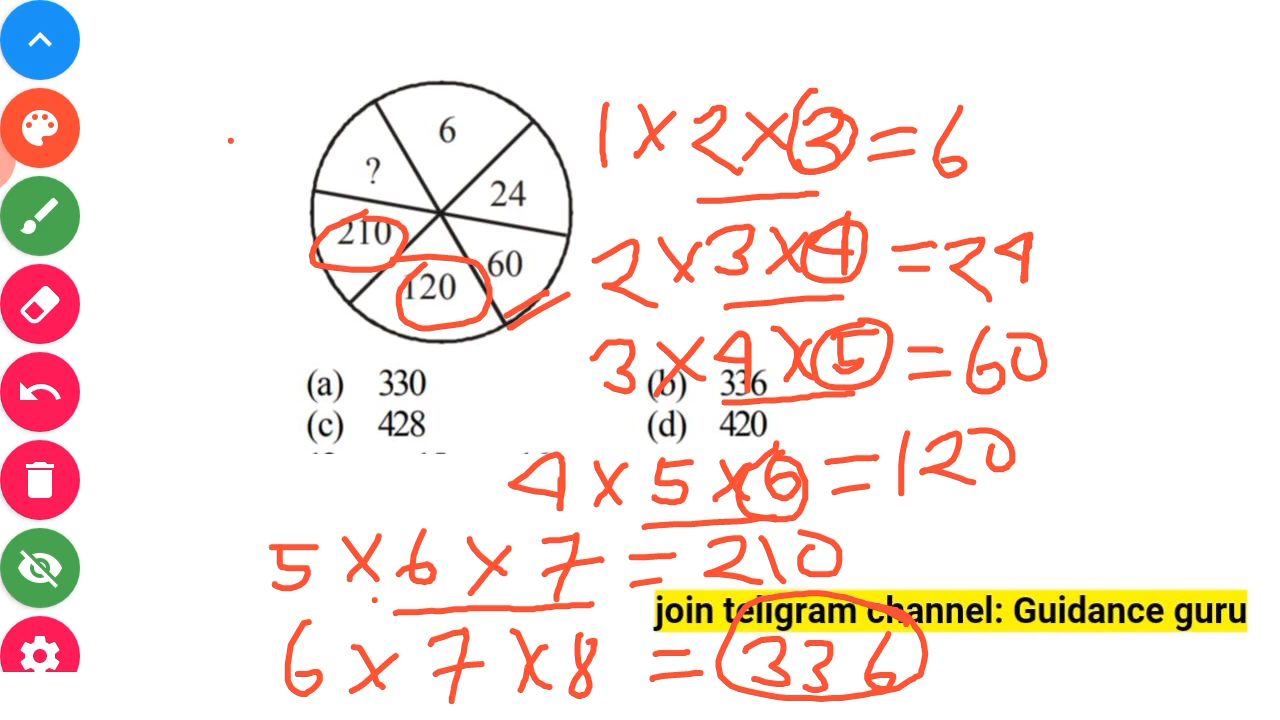 6
1×2×3=6
?
24
210
60
2×3×4=24
120
3×4×5=60
(a) 330
(b) 336
(c) 428
(d) 420
4×5×6=120
5×6×7=210
join teligram channel: Guidance guru
6×7×8=336